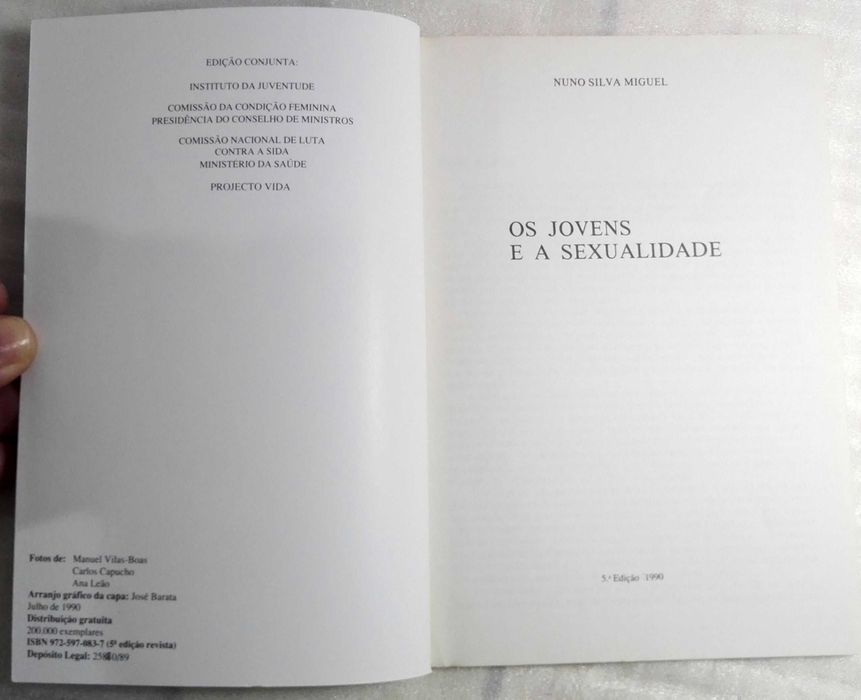 EDIÇÃO CONJUNTA:
INSTITUTO DA JUVENTUDE
COMISSÃO DA CONDIÇÃO FEMININA
PRESIDÊNCIA DO CONSELHO DE MINISTROS
COMISSÃO NACIONAL DE LUTA
CONTRA A SIDA
MINISTÉRIO DA SAÚDE
PROJECTO VIDA
Fotos de: Manuel Vilas-Boas
Carlos Capucho
Ana Leão
Arranjo gráfico da capa: José Barata
Julho de 1990
Distribuição gratuita
200.000 exemplares
ISBN 972-597-083-7 (5ª edição revista)
Depósito Legal:
NUNO SILVA MIGUEL
OS JOVENS
E A SEXUALIDADE
5.ª Edição 1990